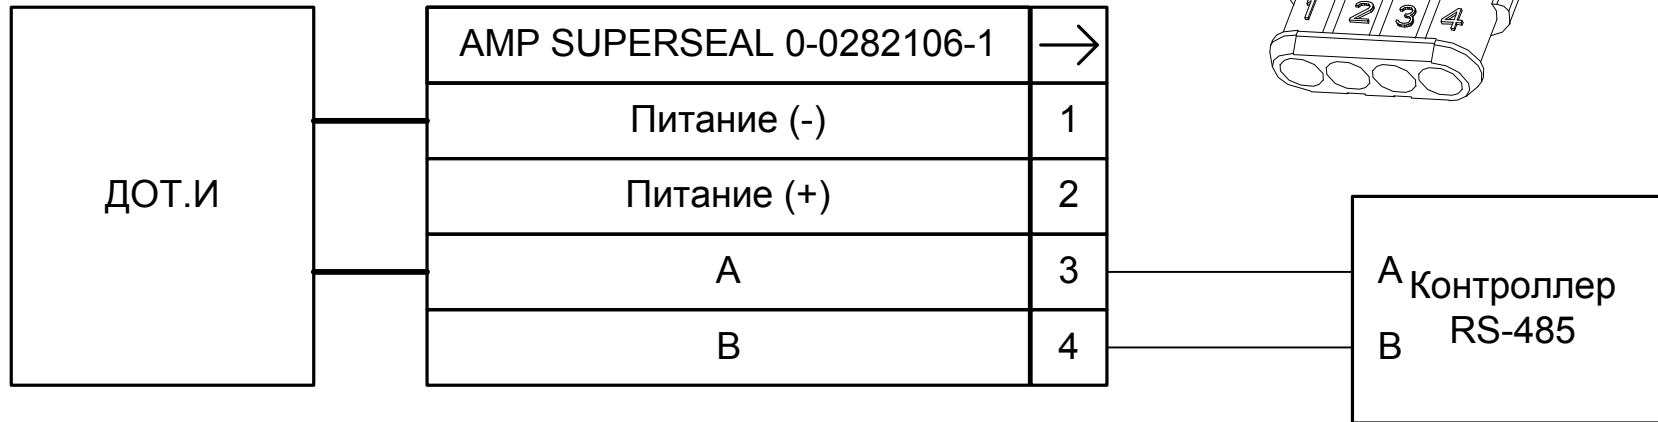 AMP SUPERSEAL 0-0282106-1 →
1 2 3 4
Питание (-) 1
ДОТ.И
Питание (+) 2
A 3
B 4
A
Контроллер
RS-485
B